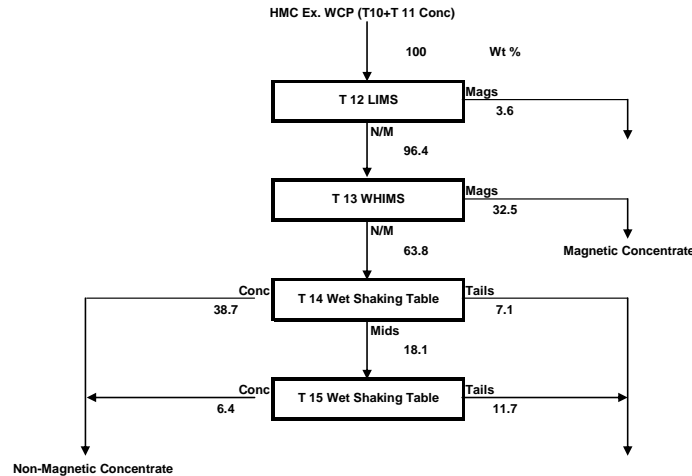 HMC Ex. WCP (T10+T 11 Conc)
100 Wt %
T 12 LIMS
Mags
3.6
N/M
96.4
T 13 WHIMS
Mags
32.5
N/M
63.8
Magnetic Concentrate
Conc
38.7
T 14 Wet Shaking Table
Tails
7.1
Mids
18.1
Conc
6.4
T 15 Wet Shaking Table
Tails
11.7
Non-Magnetic Concentrate